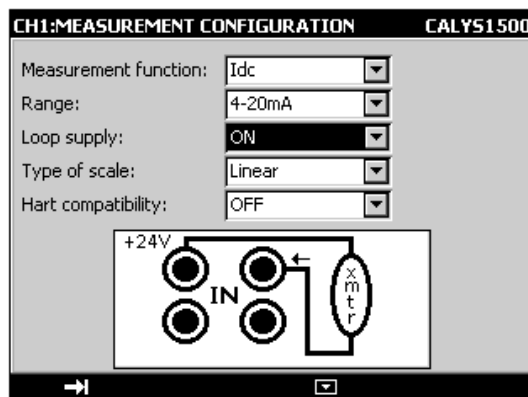 CH1:MEASUREMENT CONFIGURATION CALYS1500
Measurement function: Idc
Range: 4-20mA
Loop supply: ON
Type of scale: Linear
Hart compatibility: OFF
+24V
IN
xmtr